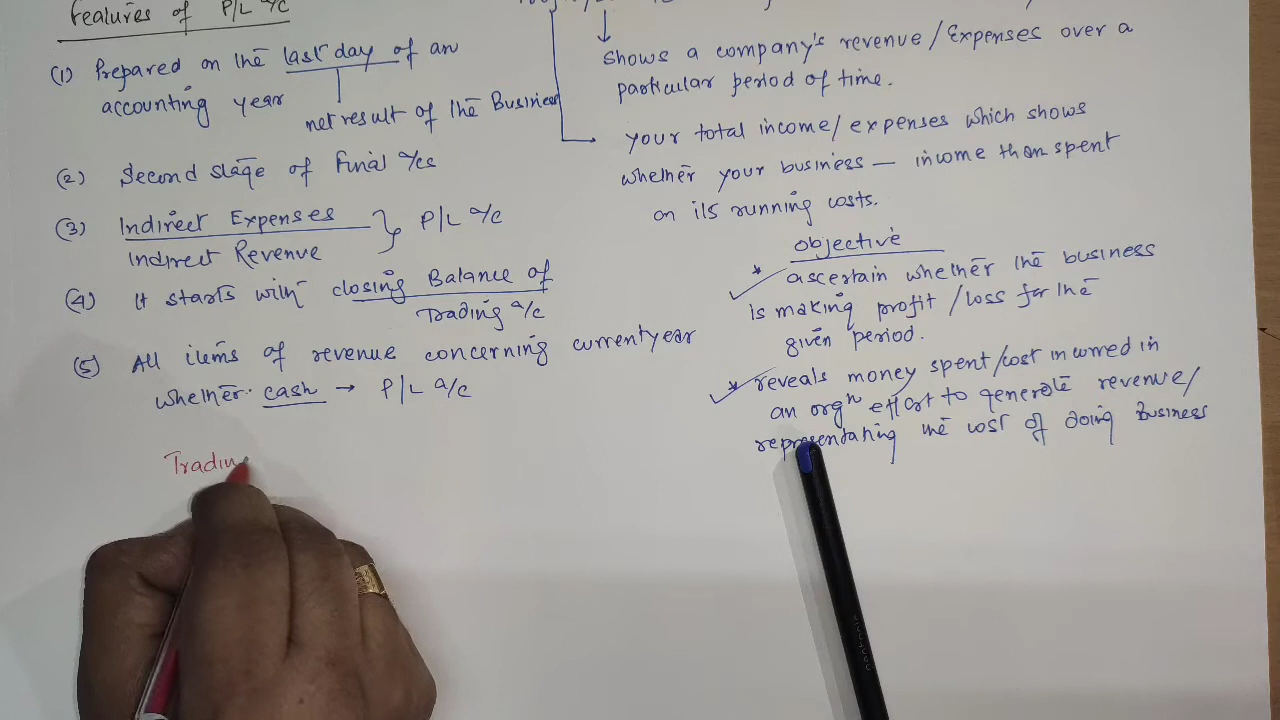 Features of P/L a/c
(1) Prepared on the last day of an
accounting year
net result of the Business
(2) Second stage of Final a/cs
(3) Indirect Expenses
Indirect Revenue } P/L a/c
(4) It starts with closing Balance of
Trading a/c
(5) All items of revenue concerning current year
whether cash → P/L a/c
Tradin
shows a company's revenue/Expenses over a
particular period of time.
your total income/expenses which shows
whether your business — income than spent
on its running costs.
objective
* ascertain whether the business
is making profit/loss for the
given period.
* reveals money spent/cost incurred in
an orgn effort to generate revenue/
representating the cost of doing Business